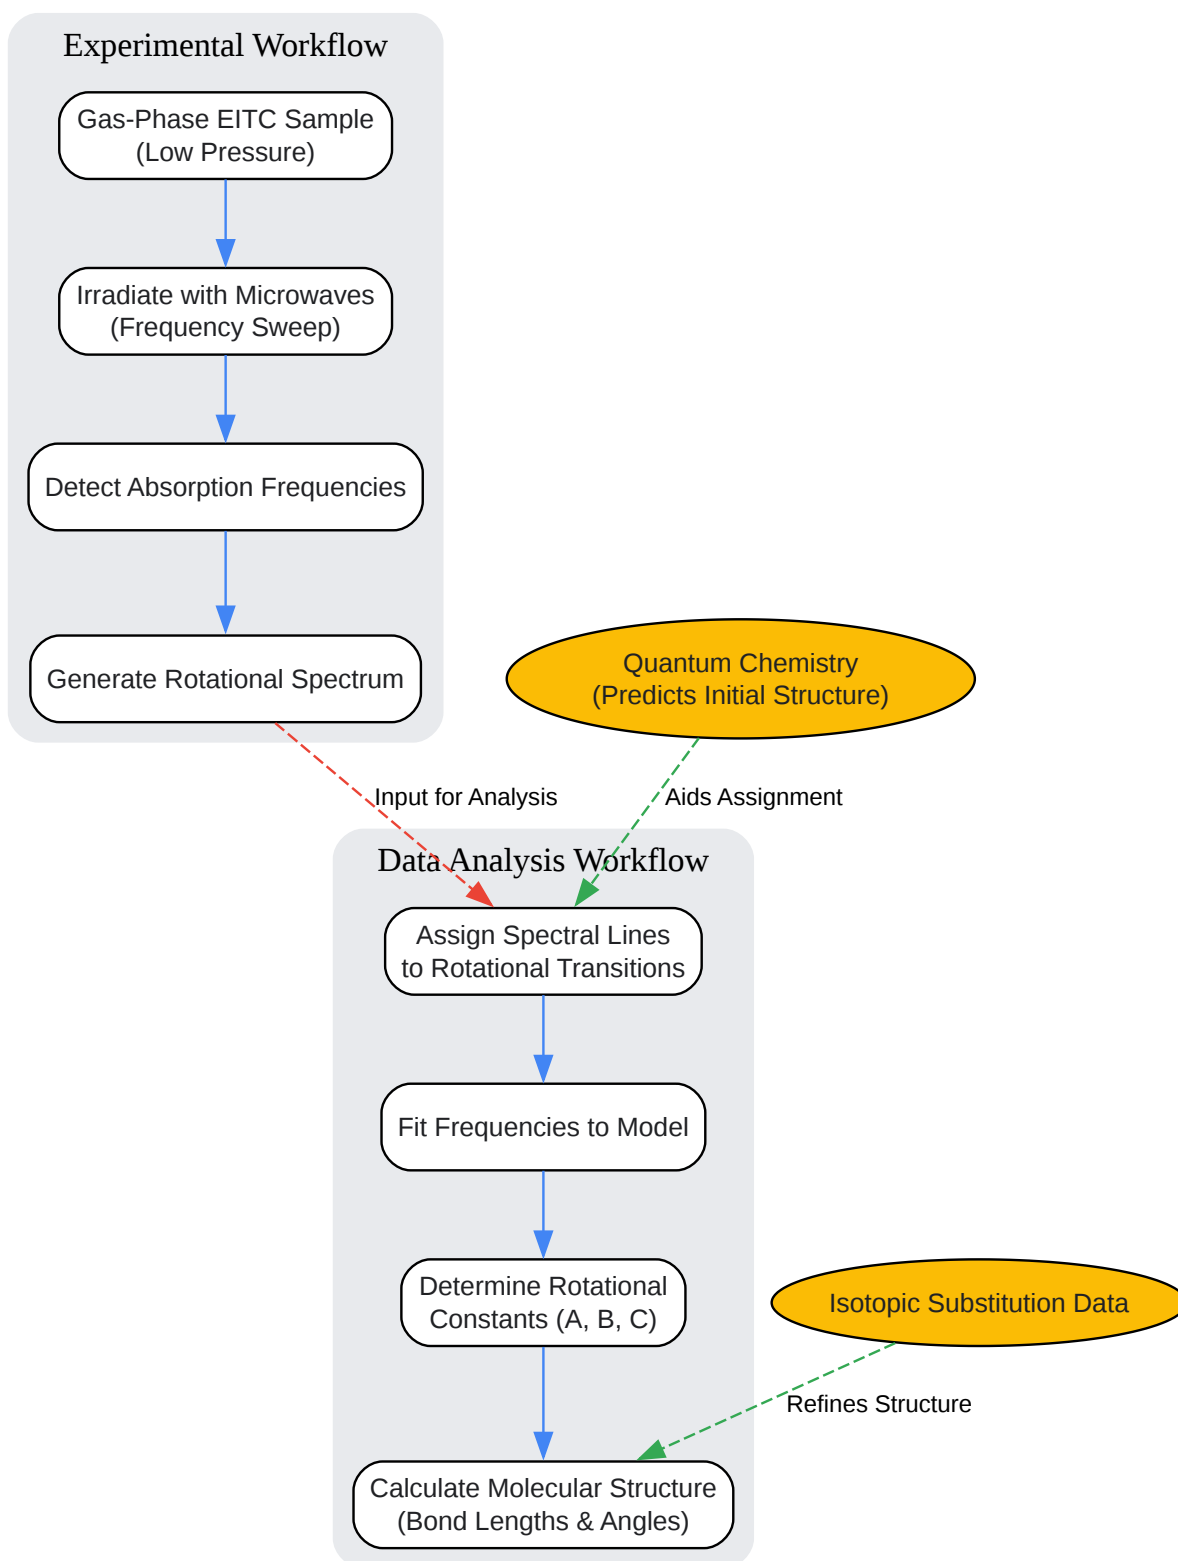 Experimental Workflow
Gas-Phase EITC Sample
(Low Pressure)
Irradiate with Microwaves
(Frequency Sweep)
Detect Absorption Frequencies
Generate Rotational Spectrum
Quantum Chemistry
(Predicts Initial Structure)
Input for Analysis
Aids Assignment
Data Analysis Workflow
Assign Spectral Lines
to Rotational Transitions
Fit Frequencies to Model
Determine Rotational
Constants (A, B, C)
Isotopic Substitution Data
Refines Structure
Calculate Molecular Structure
(Bond Lengths & Angles)